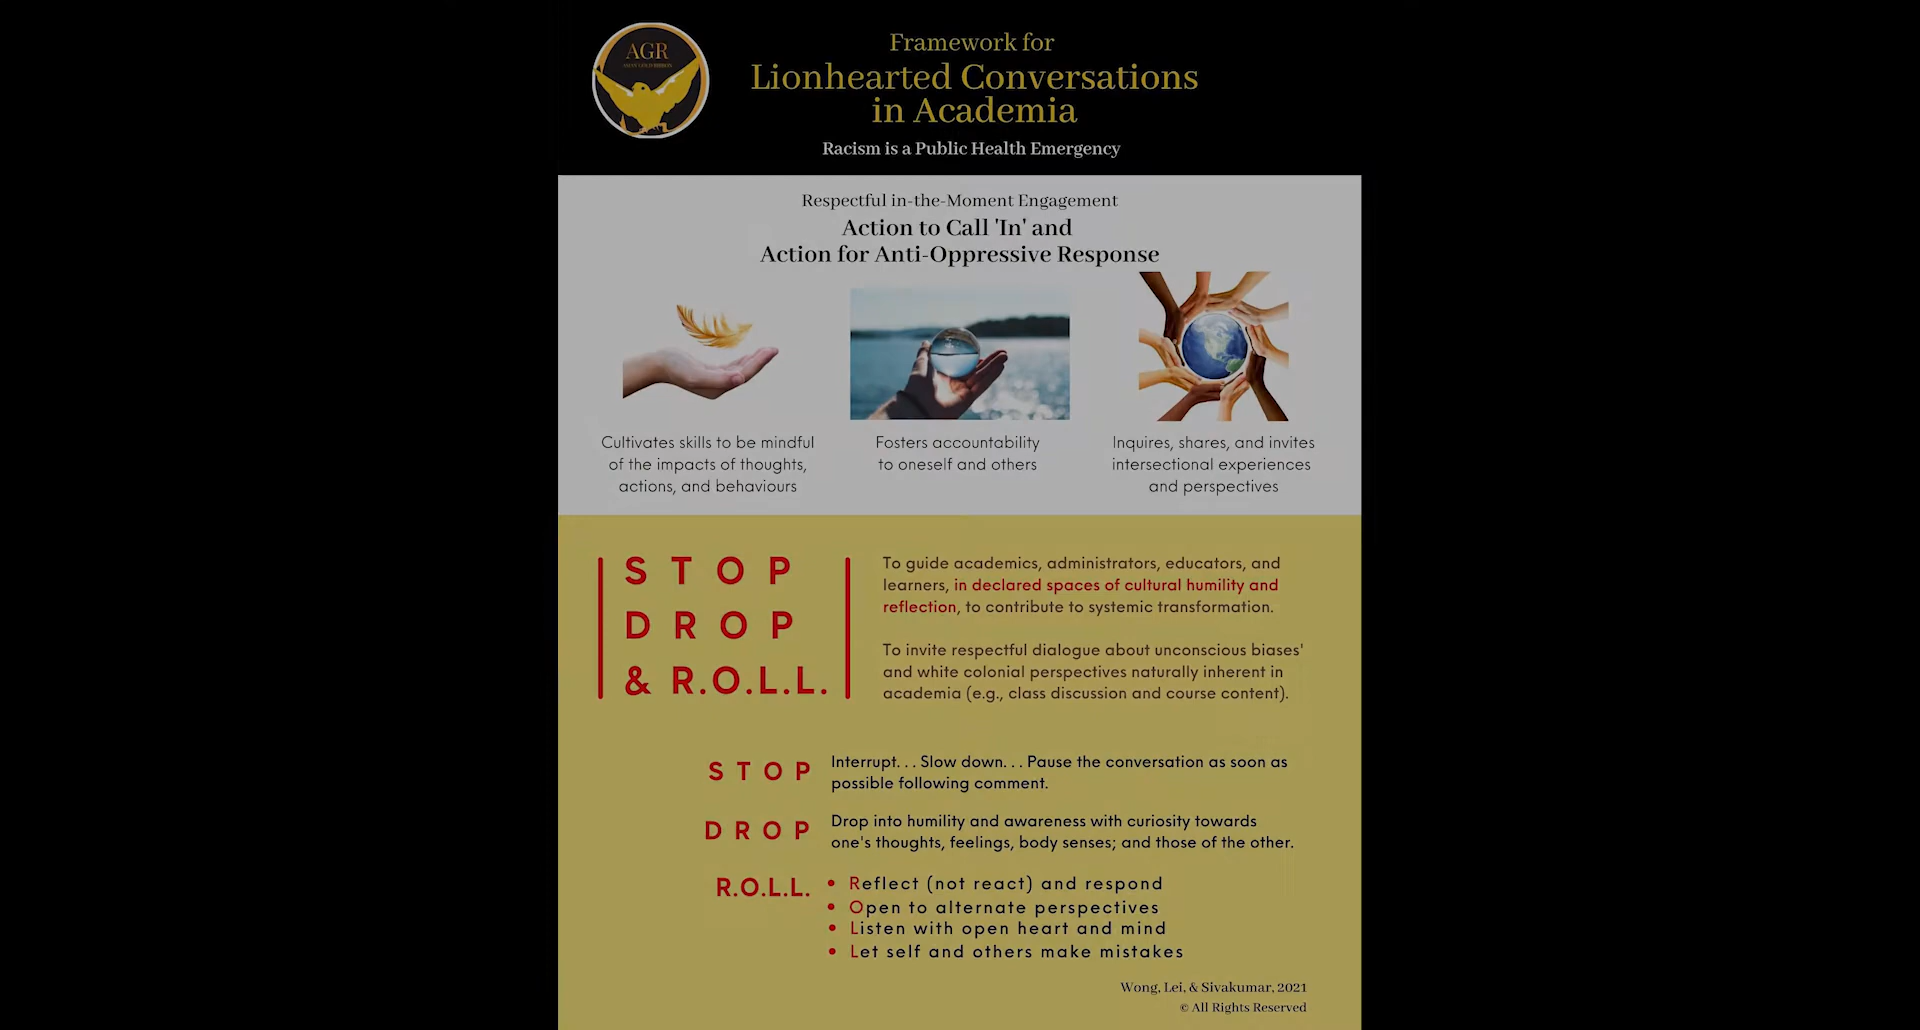 AGR
ASIAN GOLD RIBBON
Framework for
Lionhearted Conversations
in Academia
Racism is a Public Health Emergency
Respectful in-the-Moment Engagement
Action to Call 'In' and
Action for Anti-Oppressive Response
Cultivates skills to be mindful
of the impacts of thoughts,
actions, and behaviours
Fosters accountability
to oneself and others
Inquires, shares, and invites
intersectional experiences
and perspectives
STOP
DROP
& R.O.L.L.
To guide academics, administrators, educators, and
learners, in declared spaces of cultural humility and
reflection, to contribute to systemic transformation.
To invite respectful dialogue about unconscious biases'
and white colonial perspectives naturally inherent in
academia (e.g., class discussion and course content).
STOP
Interrupt. . . Slow down. . . Pause the conversation as soon as
possible following comment.
DROP
Drop into humility and awareness with curiosity towards
one's thoughts, feelings, body senses; and those of the other.
R.O.L.L.
• Reflect (not react) and respond
• Open to alternate perspectives
• Listen with open heart and mind
• Let self and others make mistakes
Wong, Lei, & Sivakumar, 2021
© All Rights Reserved